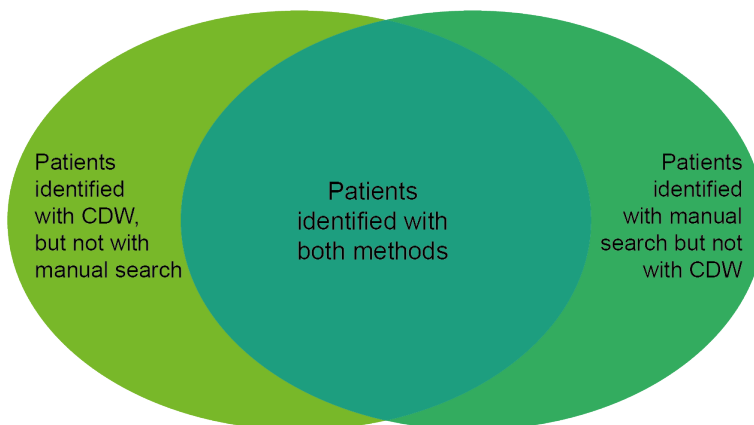 Patients
identified
with CDW,
but not with
manual search
Patients
identified with
both methods
Patients
identified
with manual
search but not
with CDW